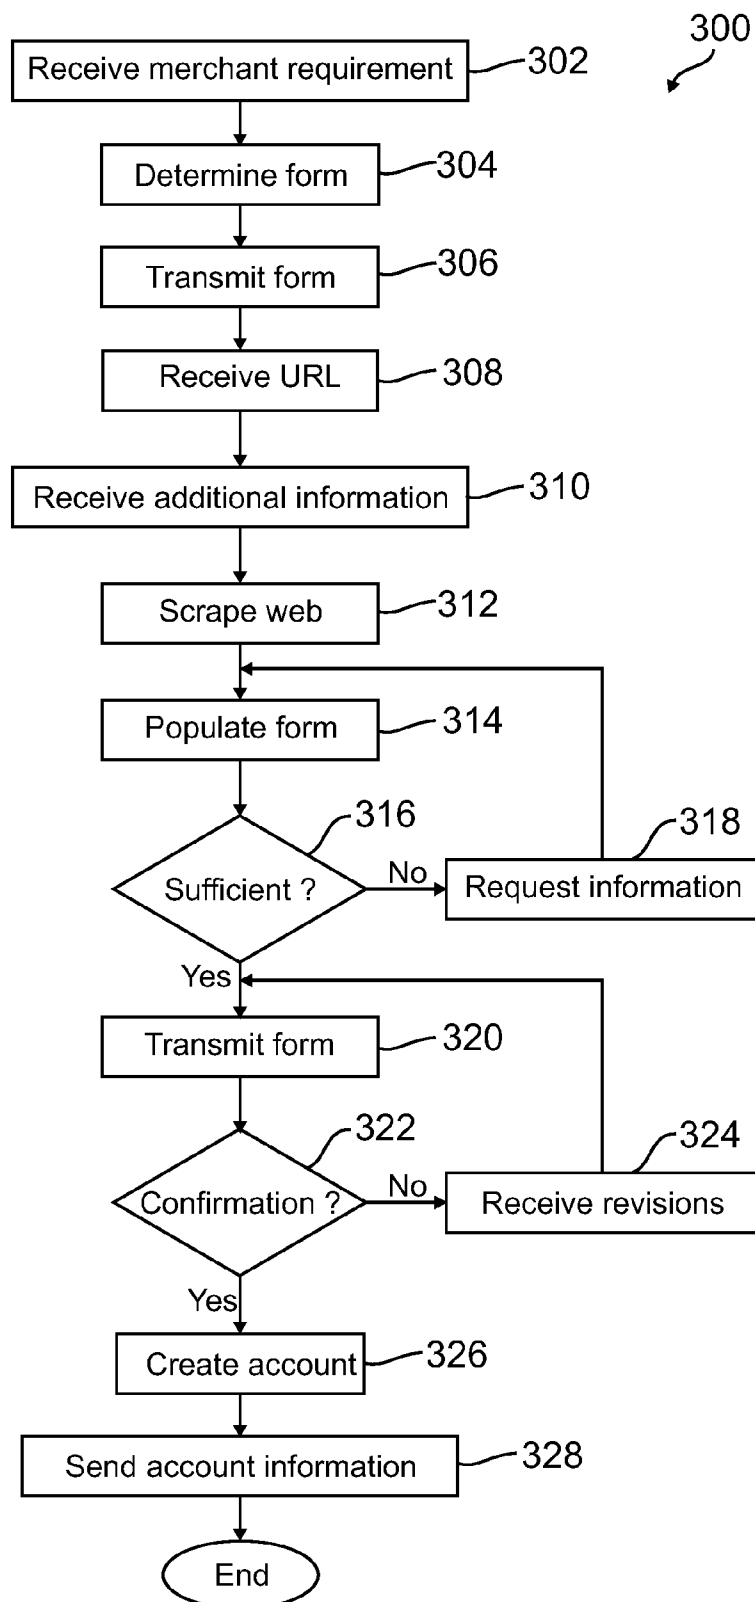 300
Receive merchant requirement
302
Determine form
304
Transmit form
306
Receive URL
308
Receive additional information
310
Scrape web
312
Populate form
314
316
Sufficient ?
No
318
Request information
Yes
Transmit form
320
322
Confirmation ?
No
324
Receive revisions
Yes
Create account
326
Send account information
328
End